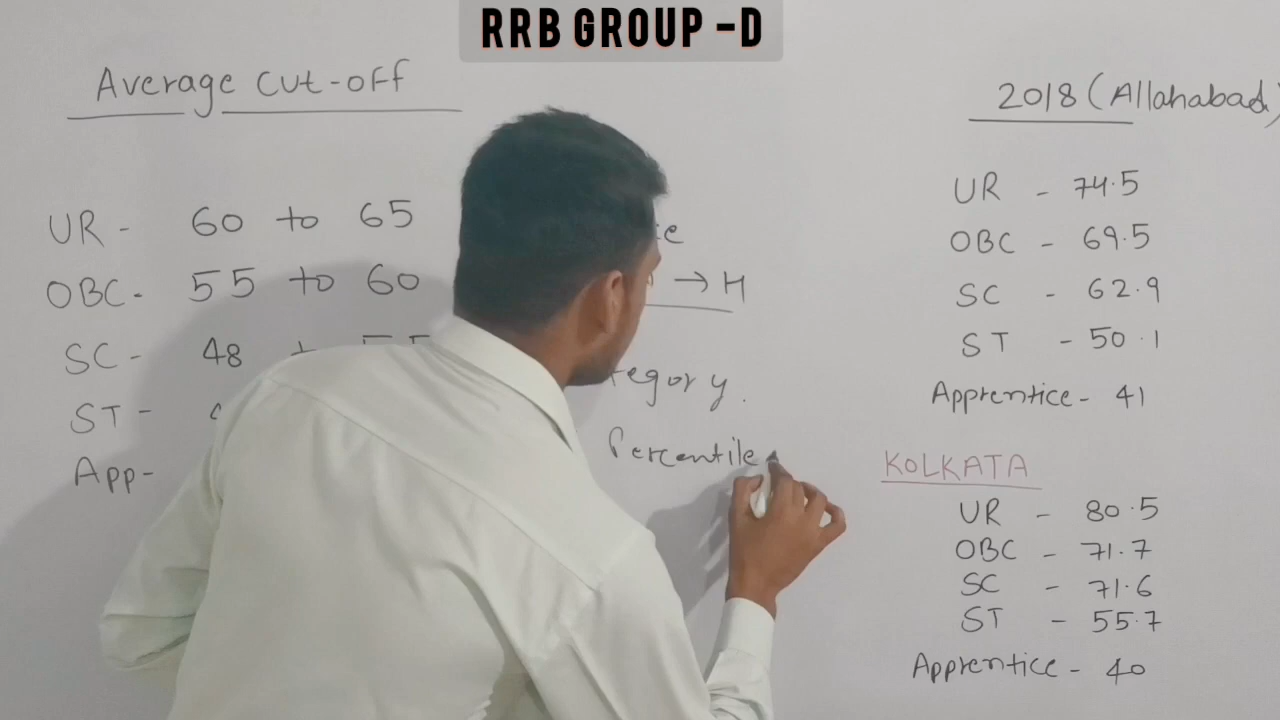 RRB GROUP -D
Average Cut-off
UR - 60 to 65
OBC - 55 to 60
SC - 48
ST -
App -
→ H
Percentile
2018 (Allahabad)
UR - 74.5
OBC - 69.5
SC - 62.9
ST - 50.1
Apprentice - 41
KOLKATA
UR - 80.5
OBC - 71.7
SC - 71.6
ST - 55.7
Apprentice - 40